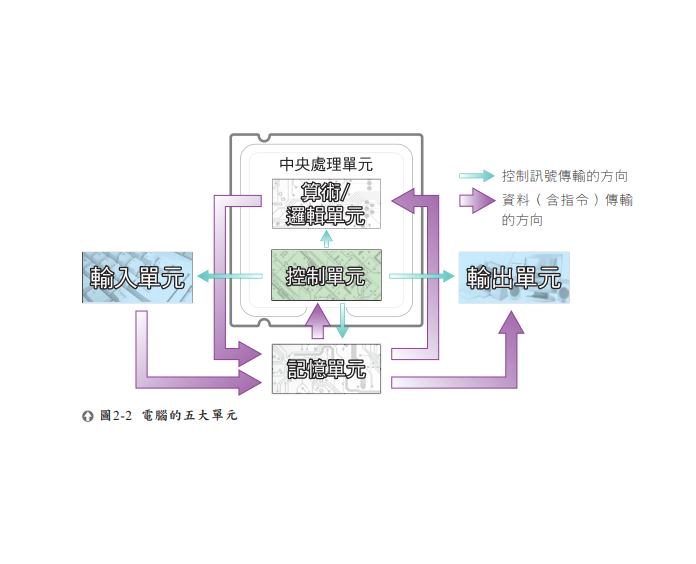 中央處理單元
算術/
邏輯單元
控制訊號傳輸的方向
資料（含指令）傳輸
的方向
輸入單元
控制單元
輸出單元
記憶單元
圖2-2 電腦的五大單元